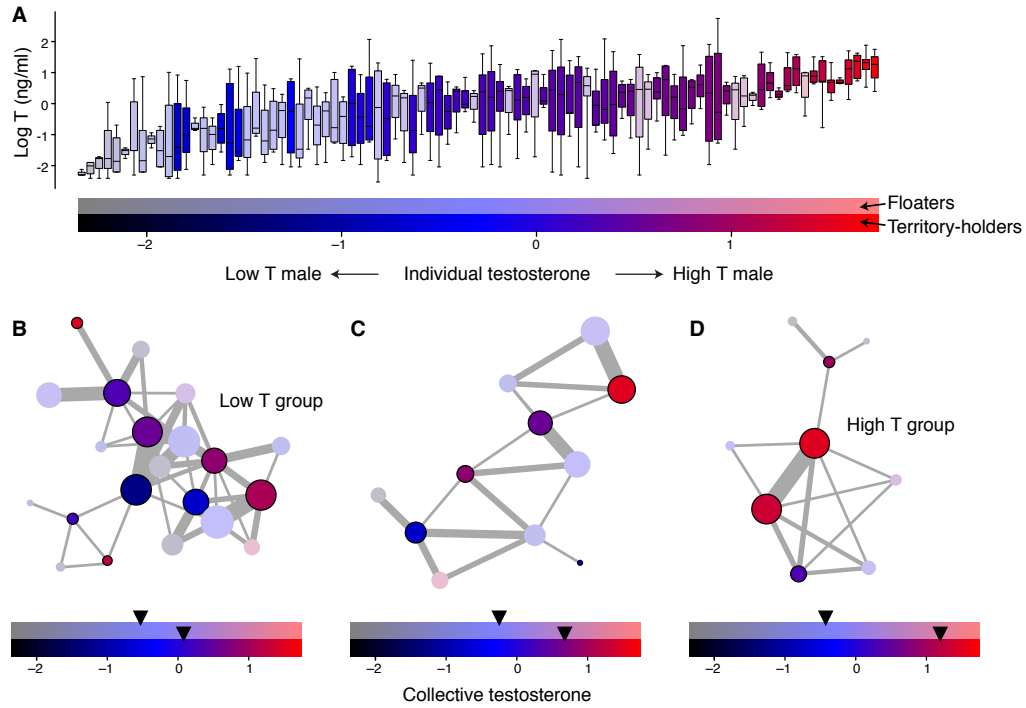 A
Log T (ng/ml)
2
1
0
-1
-2
Floaters
Territory-holders
−2
−1
0
1
Low T male
Individual testosterone
High T male
B
C
D
Low T group
High T group
−2
−1
0
1
−2
−1
0
1
−2
−1
0
1
Collective testosterone